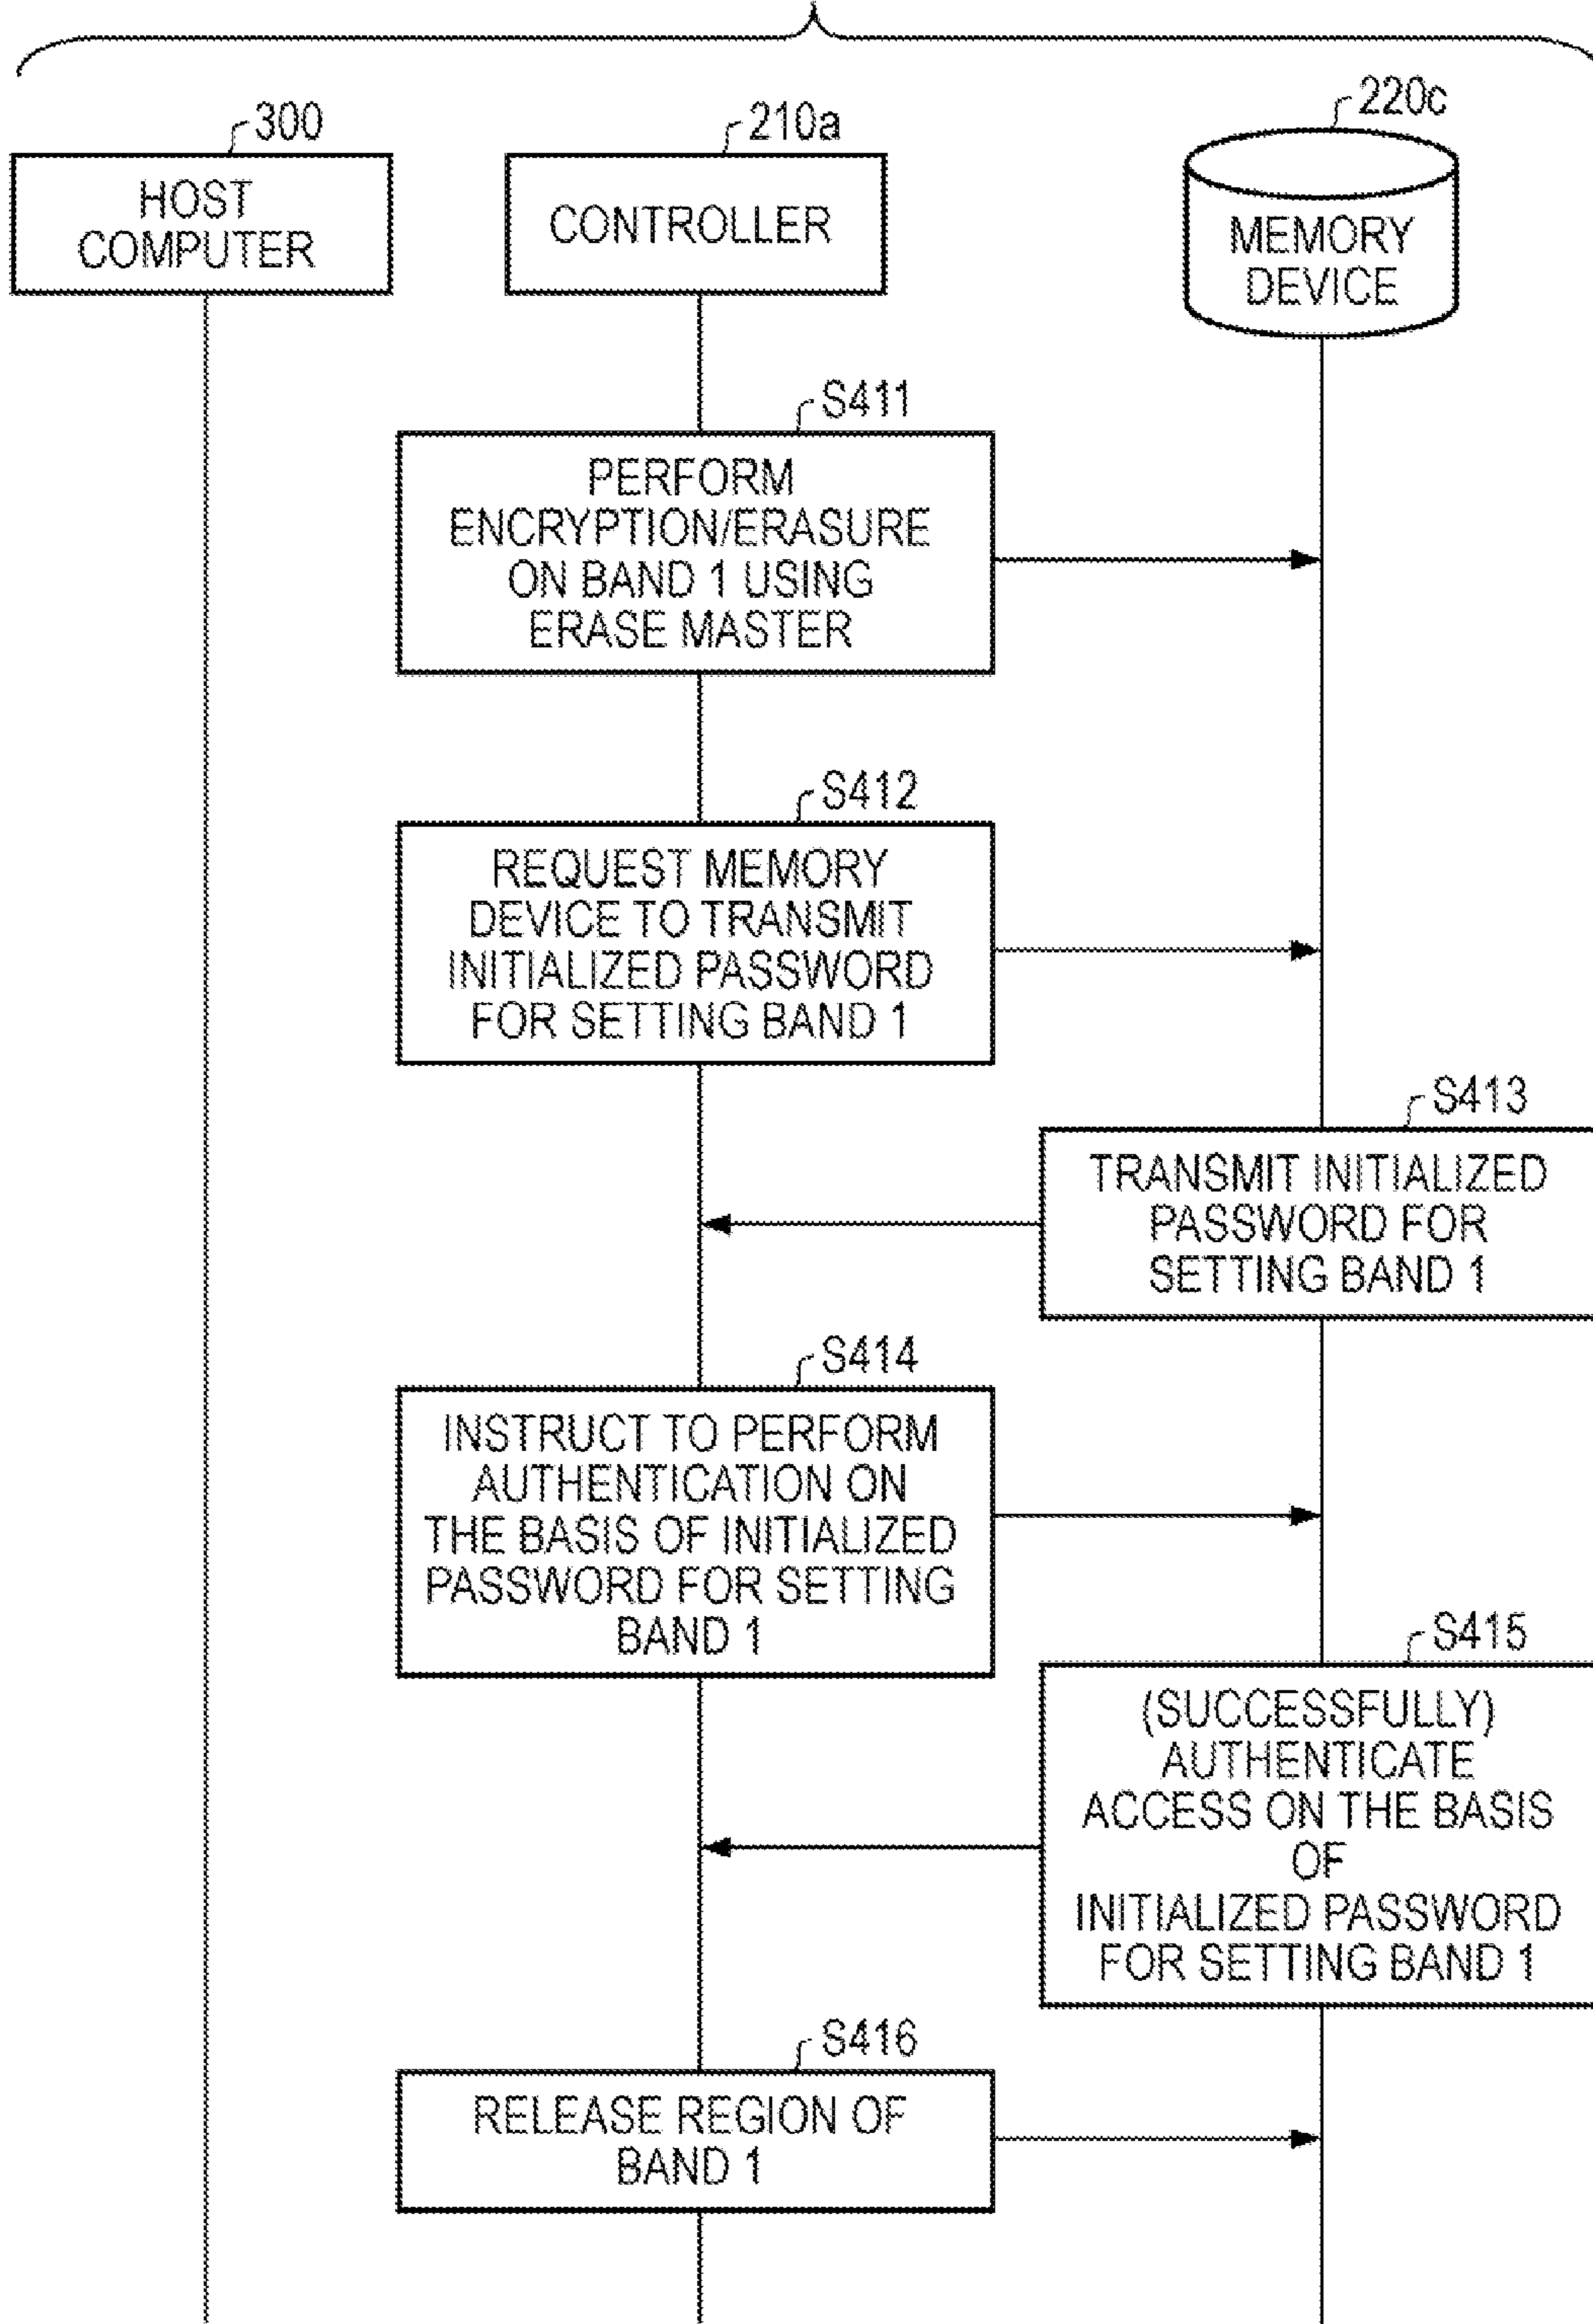 300
HOST
COMPUTER
210a
CONTROLLER
220c
MEMORY
DEVICE
S411
PERFORM
ENCRYPTION/ERASURE
ON BAND 1 USING
ERASE MASTER
S412
REQUEST MEMORY
DEVICE TO TRANSMIT
INITIALIZED PASSWORD
FOR SETTING BAND 1
S413
TRANSMIT INITIALIZED
PASSWORD FOR
SETTING BAND 1
S414
INSTRUCT TO PERFORM
AUTHENTICATION ON
THE BASIS OF INITIALIZED
PASSWORD FOR SETTING
BAND 1
S415
(SUCCESSFULLY)
AUTHENTICATE
ACCESS ON THE BASIS
OF
INITIALIZED PASSWORD
FOR SETTING BAND 1
S416
RELEASE REGION OF
BAND 1